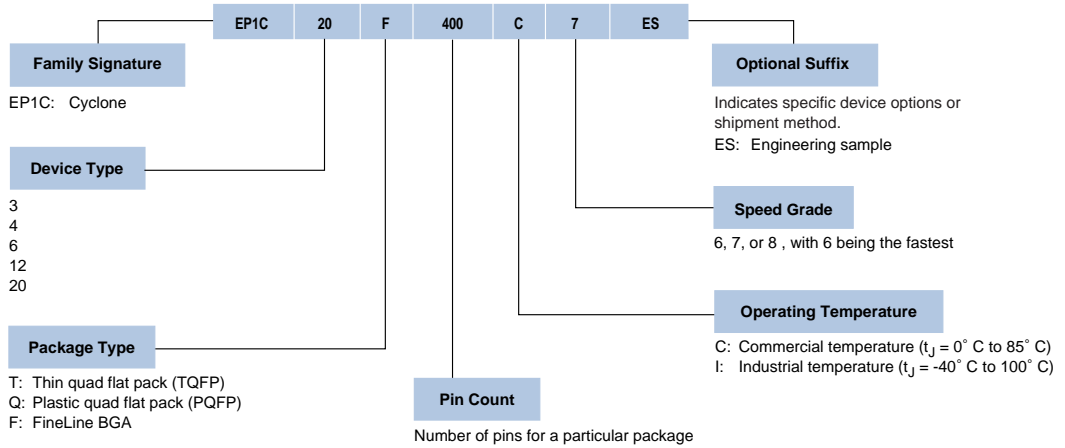 EP1C 20 F 400 C 7 ES
Family Signature
EP1C: Cyclone
Device Type
3
4
6
12
20
Package Type
T: Thin quad flat pack (TQFP)
Q: Plastic quad flat pack (PQFP)
F: FineLine BGA
Pin Count
Number of pins for a particular package
Optional Suffix
Indicates specific device options or
shipment method.
ES: Engineering sample
Speed Grade
6, 7, or 8 , with 6 being the fastest
Operating Temperature
C: Commercial temperature (tJ = 0° C to 85° C)
I: Industrial temperature (tJ = -40° C to 100° C)